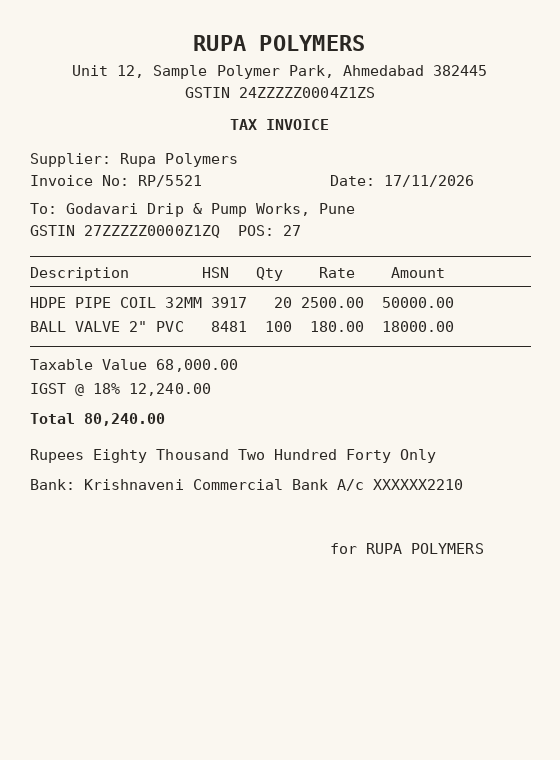 RUPA POLYMERS
Unit 12, Sample Polymer Park, Ahmedabad 382445
GSTIN 24ZZZZZ0004Z1ZS
TAX INVOICE
Supplier: Rupa Polymers
Invoice No: RP/5521 Date: 17/11/2026
To: Godavari Drip & Pump Works, Pune
GSTIN 27ZZZZZ0000Z1ZQ POS: 27
Description HSN Qty Rate Amount
HDPE PIPE COIL 32MM 3917 20 2500.00 50000.00
BALL VALVE 2" PVC 8481 100 180.00 18000.00
Taxable Value 68,000.00
IGST @ 18% 12,240.00
Total 80,240.00
Rupees Eighty Thousand Two Hundred Forty Only
Bank: Krishnaveni Commercial Bank A/c XXXXXX2210
for RUPA POLYMERS